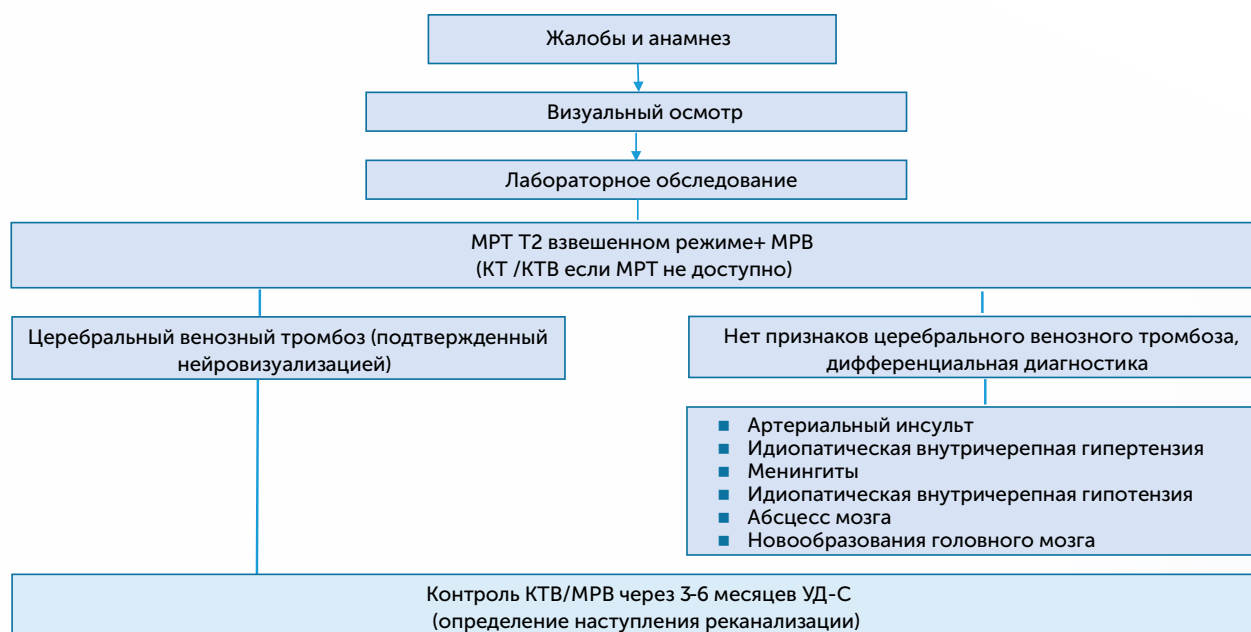 Жалобы и анамнез
Визуальный осмотр
Лабораторное обследование
МРТ Т2 взвешенном режиме+ МРВ
(КТ /КТВ если МРТ не доступно)
Церебральный венозный тромбоз (подтвержденный
нейровизуализацией)
Нет признаков церебрального венозного тромбоза,
дифференциальная диагностика
Артериальный инсульт
Идиопатическая внутричерепная гипертензия
Менингиты
Идиопатическая внутричерепная гипотензия
Абсцесс мозга
Новообразования головного мозга
Контроль КТВ/МРВ через 3-6 месяцев УД-С
(определение наступления реканализации)